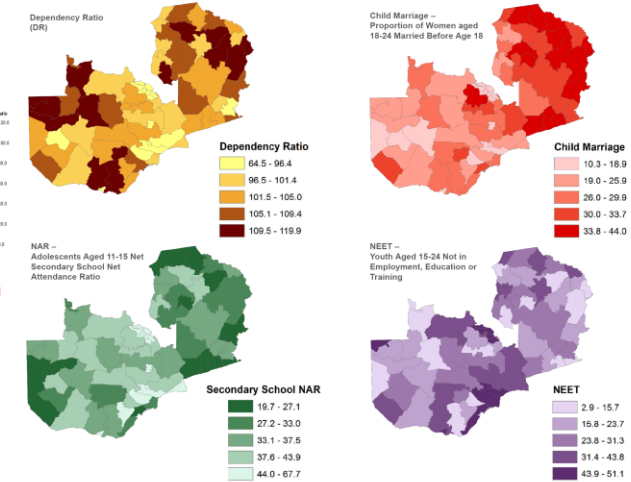 Dependency Ratio
(DR)
Dependency Ratio
64.5 - 96.4
96.5 - 101.4
101.5 - 105.0
105.1 - 109.4
109.5 - 119.9
Child Marriage –
Proportion of Women aged
18-24 Married Before Age 18
Child Marriage
10.3 - 18.9
19.0 - 25.9
26.0 - 29.9
30.0 - 33.7
33.8 - 44.0
NAR –
Adolescents Aged 11-15 Net
Secondary School Net
Attendance Ratio
Secondary School NAR
19.7 - 27.1
27.2 - 33.0
33.1 - 37.5
37.6 - 43.9
44.0 - 67.7
NEET –
Youth Aged 15-24 Not in
Employment, Education or
Training
NEET
2.9 - 15.7
15.8 - 23.7
23.8 - 31.3
31.4 - 43.8
43.9 - 51.1